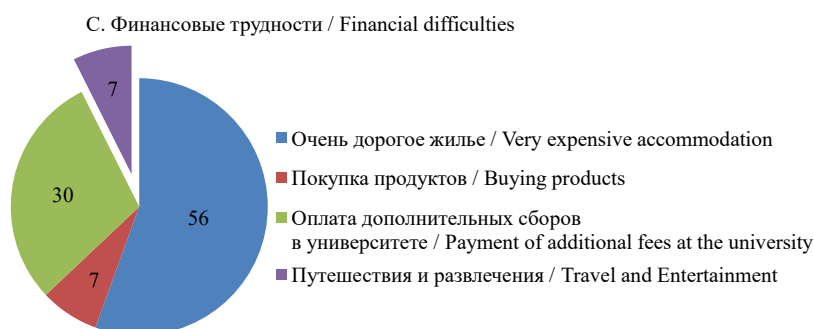 С. Финансовые трудности / Financial difficulties
7
30
56
7
Очень дорогое жилье / Very expensive accommodation
Покупка продуктов / Buying products
Оплата дополнительных сборов
в университете / Payment of additional fees at the university
Путешествия и развлечения / Travel and Entertainment